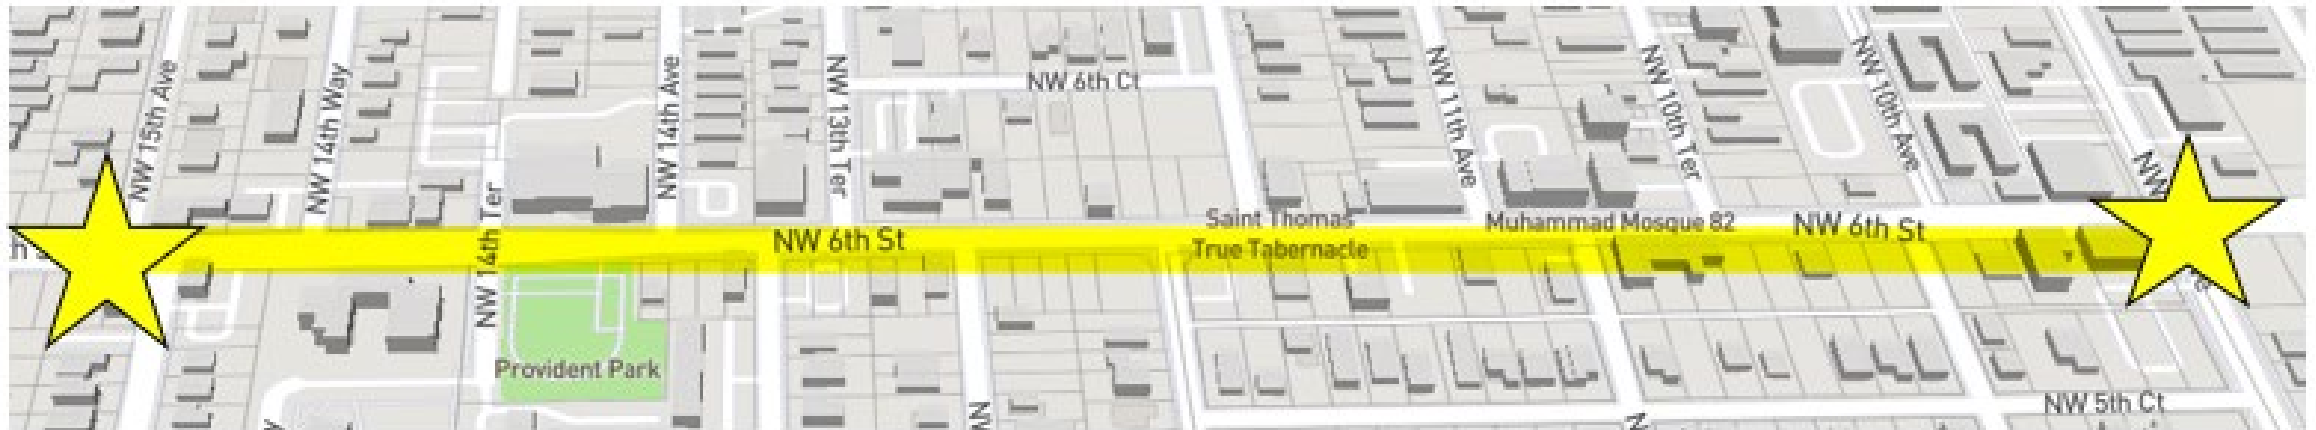 NW 15th Ave
NW 14th Way
NW 14th Ter
NW 14th Ave
NW 13th Ter
NW 6th Ct
NW 11th Ave
NW 10th Ter
NW 10th Ave
NW
NW 6th St
Saint Thomas
True Tabernacle
Muhammad Mosque 82
NW 6th St
Provident Park
NW 5th Ct
NW